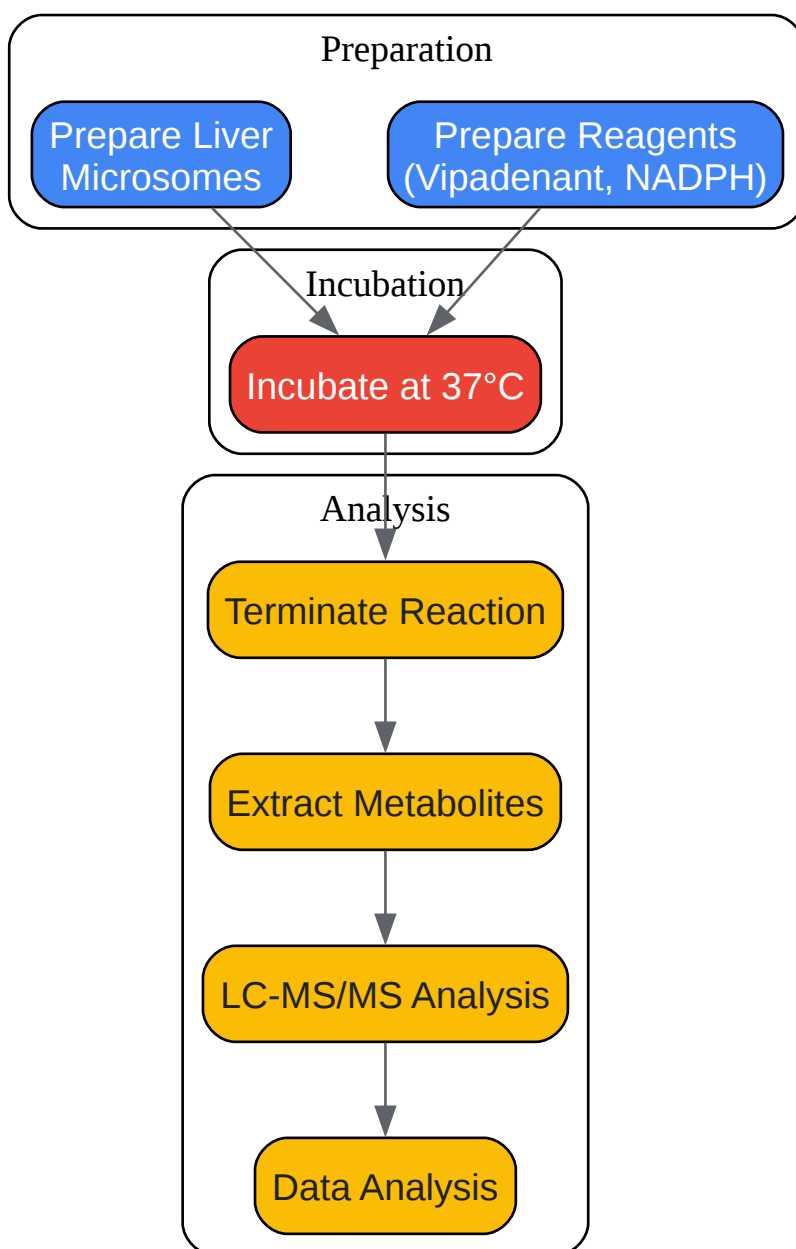 Preparation
Prepare Liver
Microsomes
Prepare Reagents
(Vipadenant, NADPH)
Incubation
Incubate at 37°C
Analysis
Terminate Reaction
Extract Metabolites
LC-MS/MS Analysis
Data Analysis